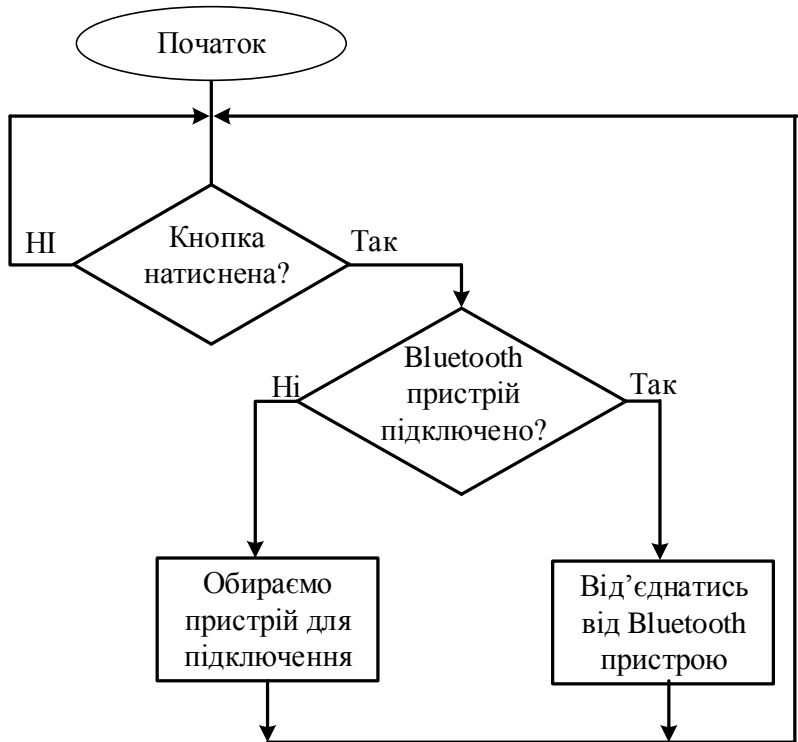 Початок
НІ
Кнопка
натиснена?
Так
Bluetooth
пристрій
підключено?
Ні
Так
Обираємо
пристрій для
підключення
Від’єднатись
від Bluetooth
пристрою